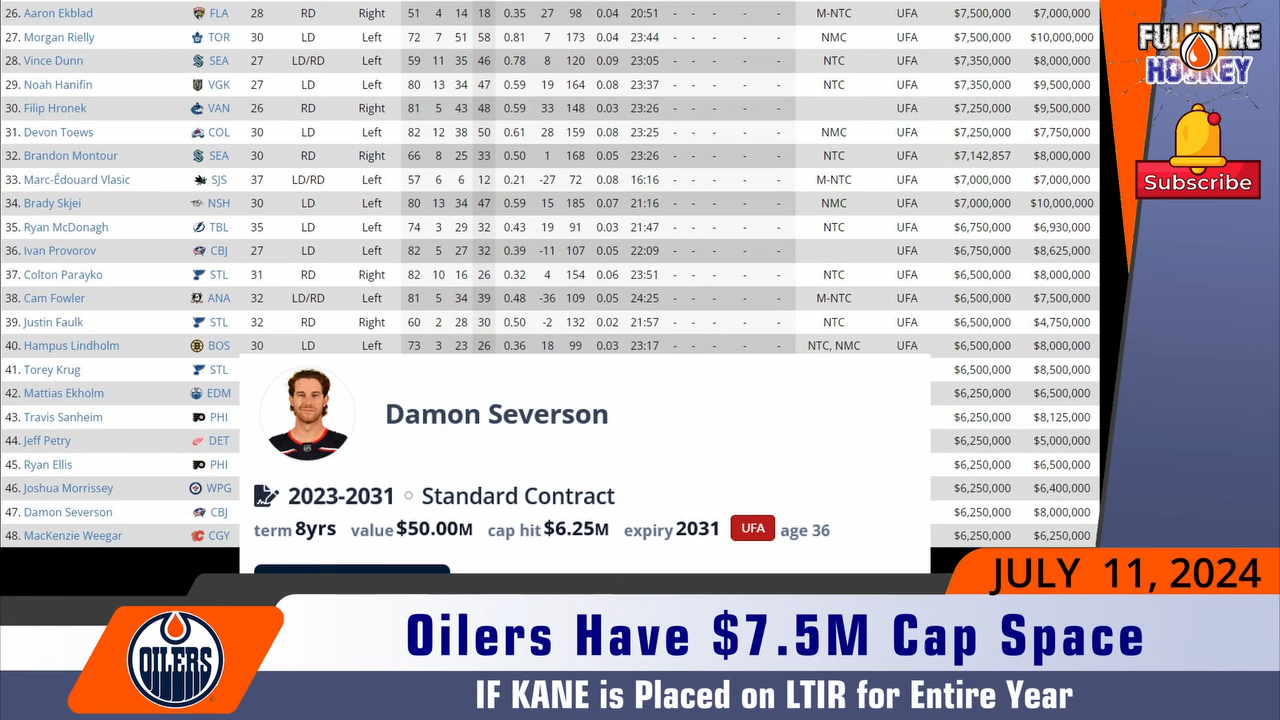 26. Aaron Ekblad FLA 28 RD Right 51 4 14 18 0.35 27 98 0.04 20:51 - - - - - M-NTC UFA $7,500,000 $7,000,000
27. Morgan Rielly TOR 30 LD Left 72 7 51 58 0.81 7 173 0.04 23:44 - - - - - NMC UFA $7,500,000 $10,000,000
28. Vince Dunn SEA 27 LD/RD Left 59 11 35 46 0.78 8 120 0.09 23:05 - - - - - NTC UFA $7,350,000 $8,000,000
29. Noah Hanifin VGK 27 LD Left 80 13 34 47 0.59 19 164 0.08 23:37 - - - - - NTC UFA $7,350,000 $9,500,000
30. Filip Hronek VAN 26 RD Right 81 5 43 48 0.59 33 148 0.03 23:26 - - - - - UFA $7,250,000 $9,500,000
31. Devon Toews COL 30 LD Left 82 12 38 50 0.61 28 159 0.08 23:25 - - - - - NMC UFA $7,250,000 $7,750,000
32. Brandon Montour SEA 30 RD Right 66 8 25 33 0.50 1 168 0.05 23:26 - - - - - NTC UFA $7,142,857 $8,000,000
33. Marc-Édouard Vlasic SJS 37 LD/RD Left 57 6 6 12 0.21 -27 72 0.08 16:16 - - - - - M-NTC UFA $7,000,000 $7,000,000
34. Brady Skjei NSH 30 LD Left 80 13 34 47 0.59 15 185 0.07 21:16 - - - - - NMC UFA $7,000,000 $10,000,000
35. Ryan McDonagh TBL 35 LD Left 74 3 29 32 0.43 19 91 0.03 21:47 - - - - - NTC UFA $6,750,000 $6,930,000
36. Ivan Provorov CBJ 27 LD Left 82 5 27 32 0.39 -11 107 0.05 22:09 - - - - - UFA $6,750,000 $8,625,000
37. Colton Parayko STL 31 RD Right 82 10 16 26 0.32 4 154 0.06 23:51 - - - - - NTC UFA $6,500,000 $8,000,000
38. Cam Fowler ANA 32 LD/RD Left 81 5 34 39 0.48 -36 109 0.05 24:25 - - - - - M-NTC UFA $6,500,000 $7,500,000
39. Justin Faulk STL 32 RD Right 60 2 28 30 0.50 -2 132 0.02 21:57 - - - - - NTC UFA $6,500,000 $4,750,000
40. Hampus Lindholm BOS 30 LD Left 73 3 23 26 0.36 18 99 0.03 23:17 - - - - - NTC, NMC UFA $6,500,000 $8,000,000
41. Torey Krug STL $6,500,000 $8,500,000
42. Mattias Ekholm EDM $6,250,000 $6,500,000
43. Travis Sanheim PHI $6,250,000 $8,125,000
44. Jeff Petry DET $6,250,000 $5,000,000
45. Ryan Ellis PHI $6,250,000 $6,500,000
46. Joshua Morrissey WPG $6,250,000 $6,400,000
47. Damon Severson CBJ $6,250,000 $8,000,000
48. MacKenzie Weegar CGY $6,250,000 $6,250,000
Damon Severson
2023-2031 ○ Standard Contract
term 8yrs value $50.00M cap hit $6.25M expiry 2031 UFA age 36
FULL TIME
HOCKEY
Subscribe
JULY 11, 2024
OILERS
Oilers Have $7.5M Cap Space
IF KANE is Placed on LTIR for Entire Year